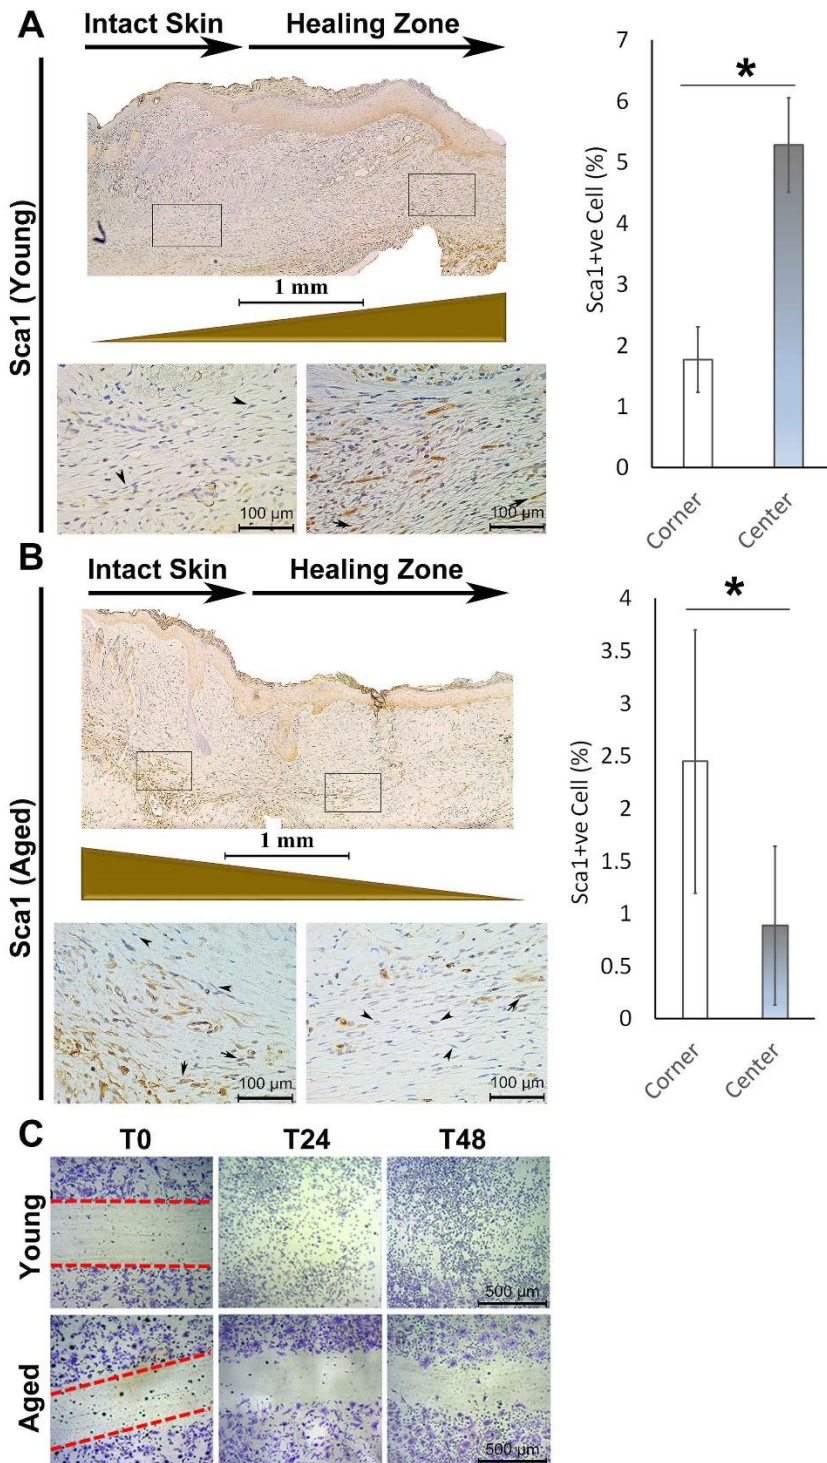 A
Intact Skin
Healing Zone
Sca1 (Young)
1 mm
100 μm
100 μm
7
6
5
4
3
2
1
0
Sca1+ve Cell (%)
*
Corner
Center
B
Intact Skin
Healing Zone
Sca1 (Aged)
1 mm
100 μm
100 μm
4
3.5
3
2.5
2
1.5
1
0.5
0
Sca1+ve Cell (%)
*
Corner
Center
C
T0
T24
T48
Young
500 μm
Aged
500 μm